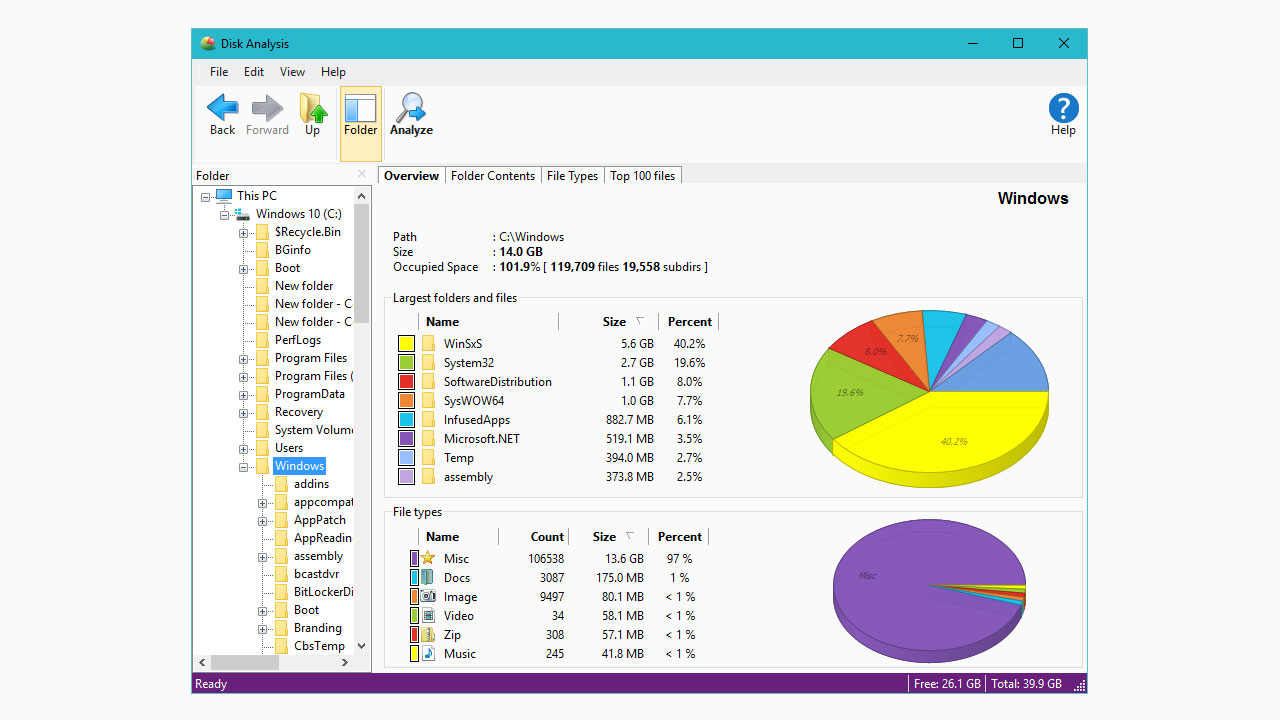 Disk Analysis
File Edit View Help
Back Forward Up Folder Analyze Help
Folder
This PC
Windows 10 (C:)
$Recycle.Bin
BGinfo
Boot
New folder
New folder - C
New folder - C
PerfLogs
Program Files
Program Files (
ProgramData
Recovery
System Volume
Users
Windows
addins
appcompat
AppPatch
AppReadin
assembly
bcastdvr
BitLockerDi
Boot
Branding
CbsTemp
Overview Folder Contents File Types Top 100 files
Windows
Path : C:\Windows
Size : 14.0 GB
Occupied Space : 101.9% [ 119,709 files 19,558 subdirs ]
Largest folders and files
Name Size Percent
WinSxS 5.6 GB 40.2%
System32 2.7 GB 19.6%
SoftwareDistribution 1.1 GB 8.0%
SysWOW64 1.0 GB 7.7%
InfusedApps 882.7 MB 6.1%
Microsoft.NET 519.1 MB 3.5%
Temp 394.0 MB 2.7%
assembly 373.8 MB 2.5%
7.7%
8.0%
19.6%
40.2%
File types
Name Count Size Percent
Misc 106538 13.6 GB 97 %
Docs 3087 175.0 MB 1 %
Image 9497 80.1 MB < 1 %
Video 34 58.1 MB < 1 %
Zip 308 57.1 MB < 1 %
Music 245 41.8 MB < 1 %
Misc
Ready Free: 26.1 GB Total: 39.9 GB